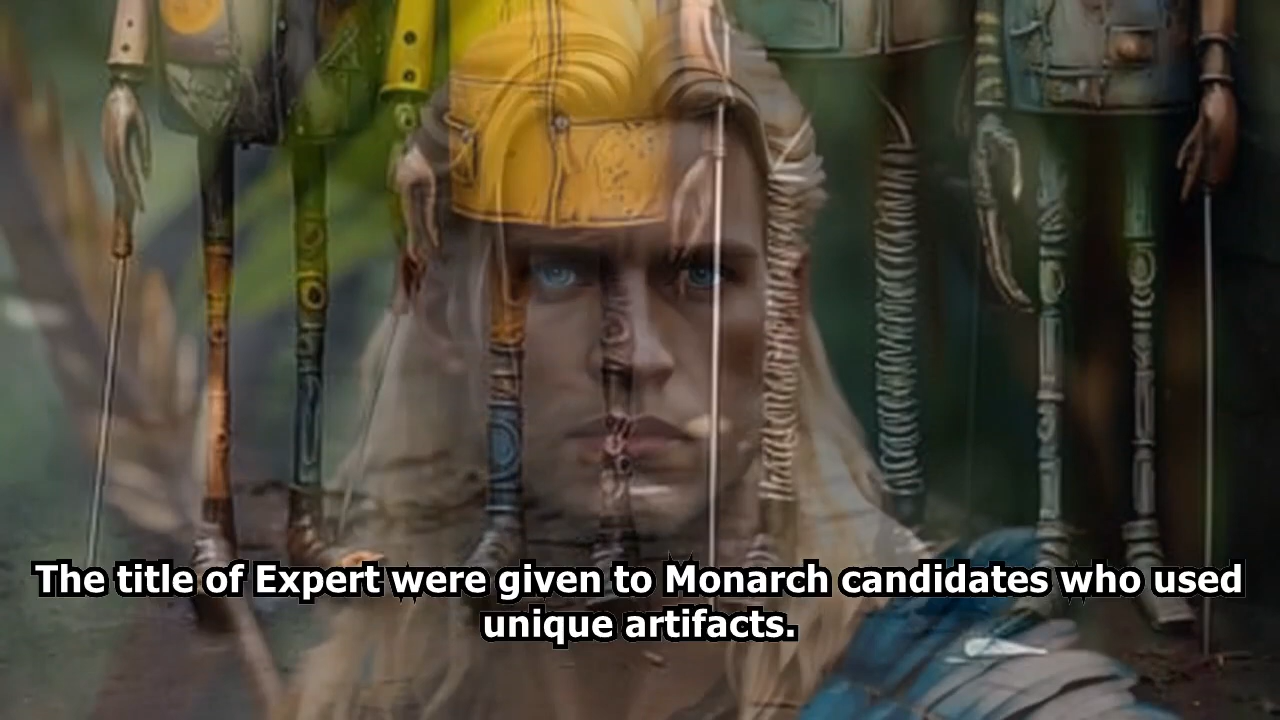 The title of Expert were given to Monarch candidates who used
unique artifacts.